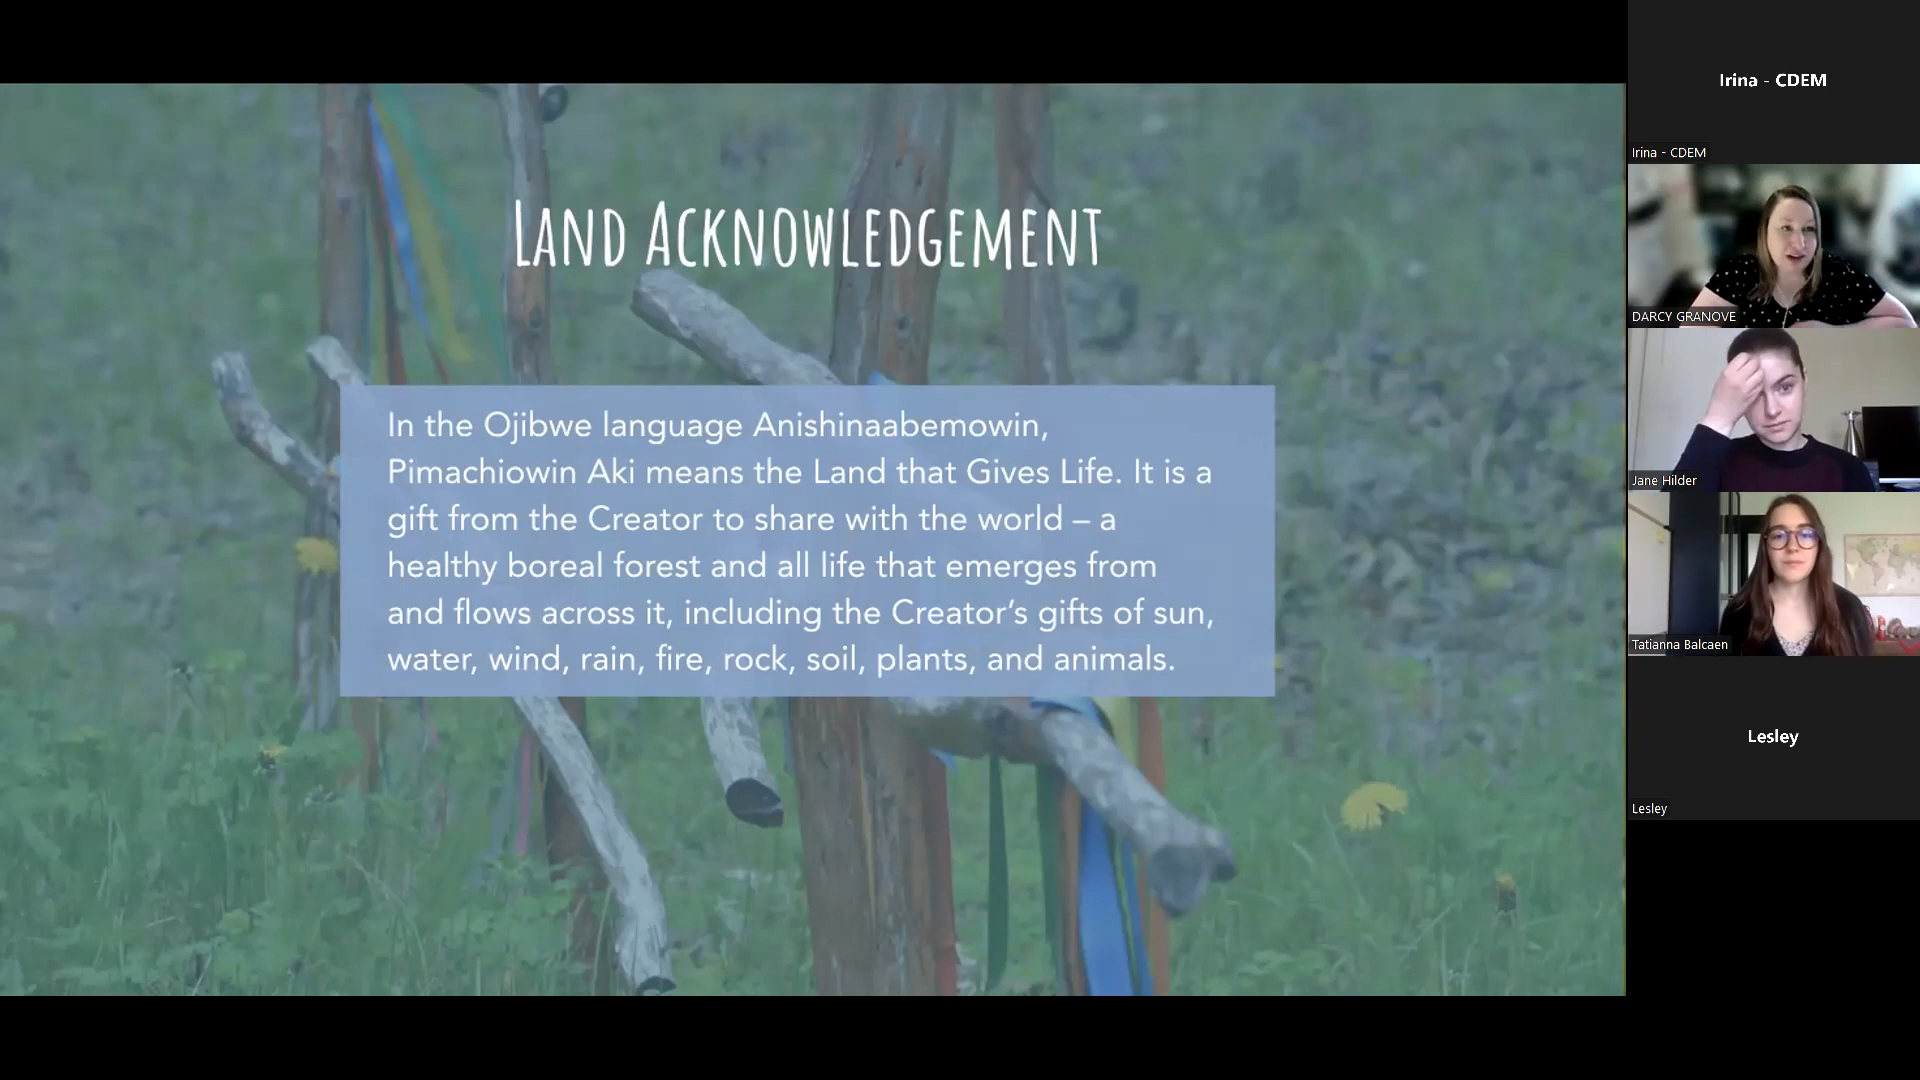 LAND ACKNOWLEDGEMENT
In the Ojibwe language Anishinaabemowin,
Pimachiowin Aki means the Land that Gives Life. It is a
gift from the Creator to share with the world – a
healthy boreal forest and all life that emerges from
and flows across it, including the Creator’s gifts of sun,
water, wind, rain, fire, rock, soil, plants, and animals.
Irina - CDEM
Irina - CDEM
DARCY GRANOVE
Jane Hilder
Tatianna Balcaen
Lesley
Lesley